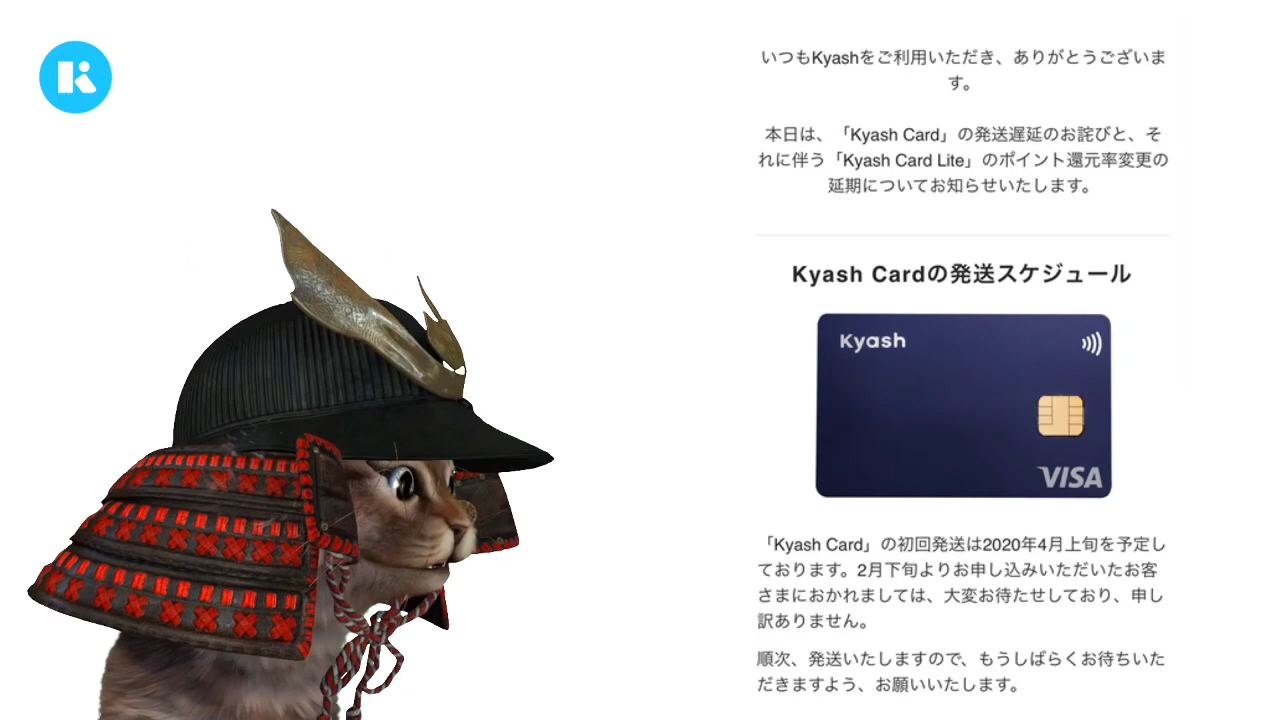 いつもKyashをご利用いただき、ありがとうございま
す。
本日は、「Kyash Card」の発送遅延のお詫びと、そ
れに伴う「Kyash Card Lite」のポイント還元率変更の
延期についてお知らせいたします。
Kyash Cardの発送スケジュール
Kyash
VISA
「Kyash Card」の初回発送は2020年4月上旬を予定し
ております。2月下旬よりお申し込みいただいたお客
さまにおかれましては、大変お待たせしており、申し
訳ありません。
順次、発送いたしますので、もうしばらくお待ちいた
だきますよう、お願いいたします。